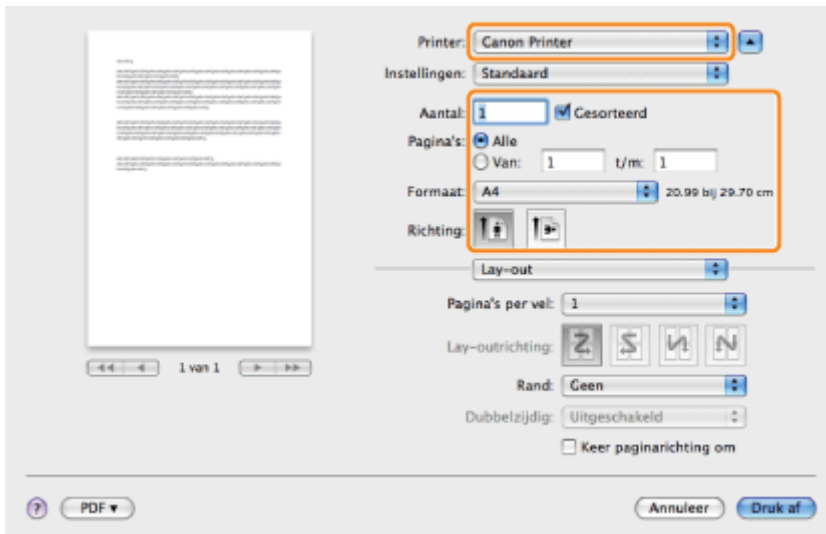 Printer: Canon Printer
Instellingen: Standaard
Aantal: 1 Gesorteerd
Pagina's: Alle
Van: 1 t/m: 1
Formaat: A4 20.99 bij 29.70 cm
Richting:
Lay-out
Pagina's per vel: 1
Lay-outrichting:
Rand: Geen
Dubbelzijdig: Uitgeschakeld
Keer paginarichting om
1 van 1
? PDF ▾ Annuleer Druk af